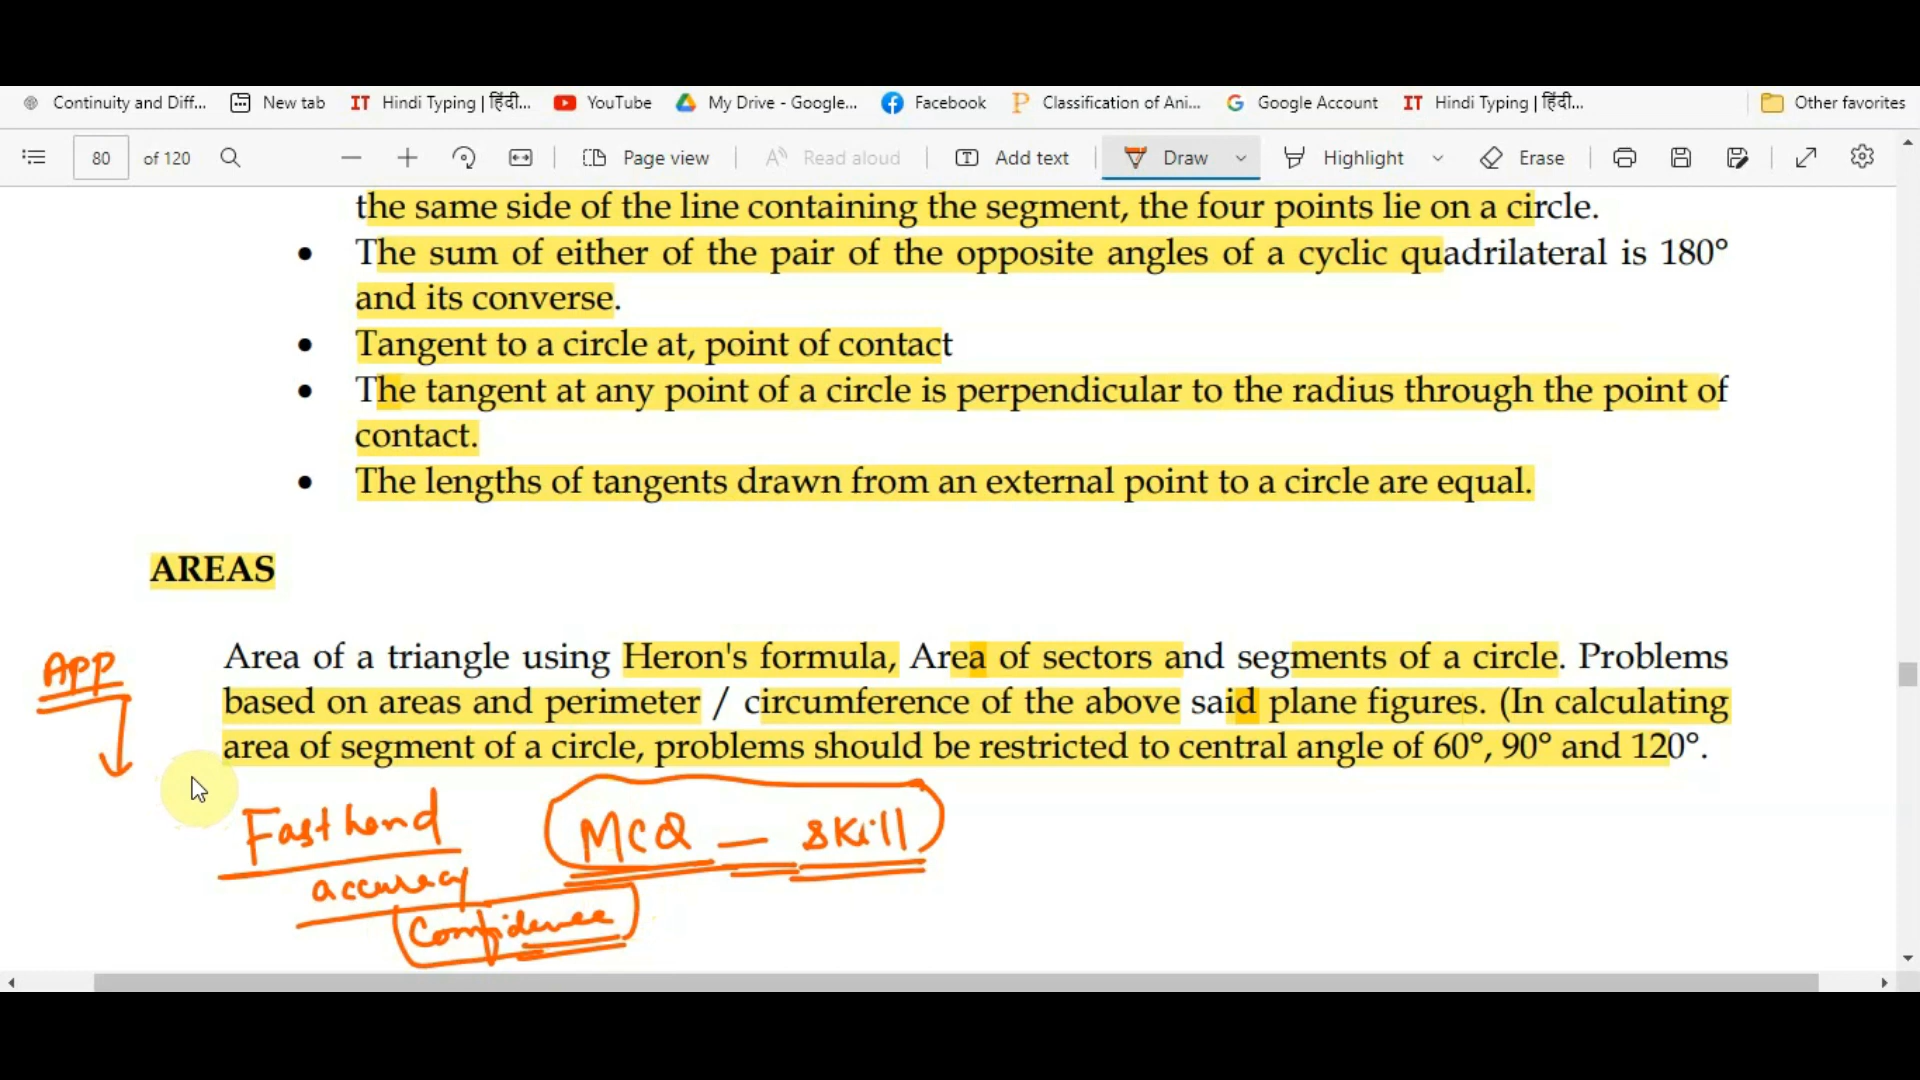 Continuity and Diff... New tab IT Hindi Typing | हिंदी... YouTube My Drive - Google... Facebook Classification of Ani... Google Account IT Hindi Typing | हिंदी... Other favorites
80 of 120 Page view Read aloud Add text Draw Highlight Erase
the same side of the line containing the segment, the four points lie on a circle.
• The sum of either of the pair of the opposite angles of a cyclic quadrilateral is 180°
and its converse.
• Tangent to a circle at, point of contact
• The tangent at any point of a circle is perpendicular to the radius through the point of
contact.
• The lengths of tangents drawn from an external point to a circle are equal.
AREAS
Area of a triangle using Heron's formula, Area of sectors and segments of a circle. Problems
based on areas and perimeter / circumference of the above said plane figures. (In calculating
area of segment of a circle, problems should be restricted to central angle of 60°, 90° and 120°.
App
Fast hand
MCQ - skill
accuracy
Confidence